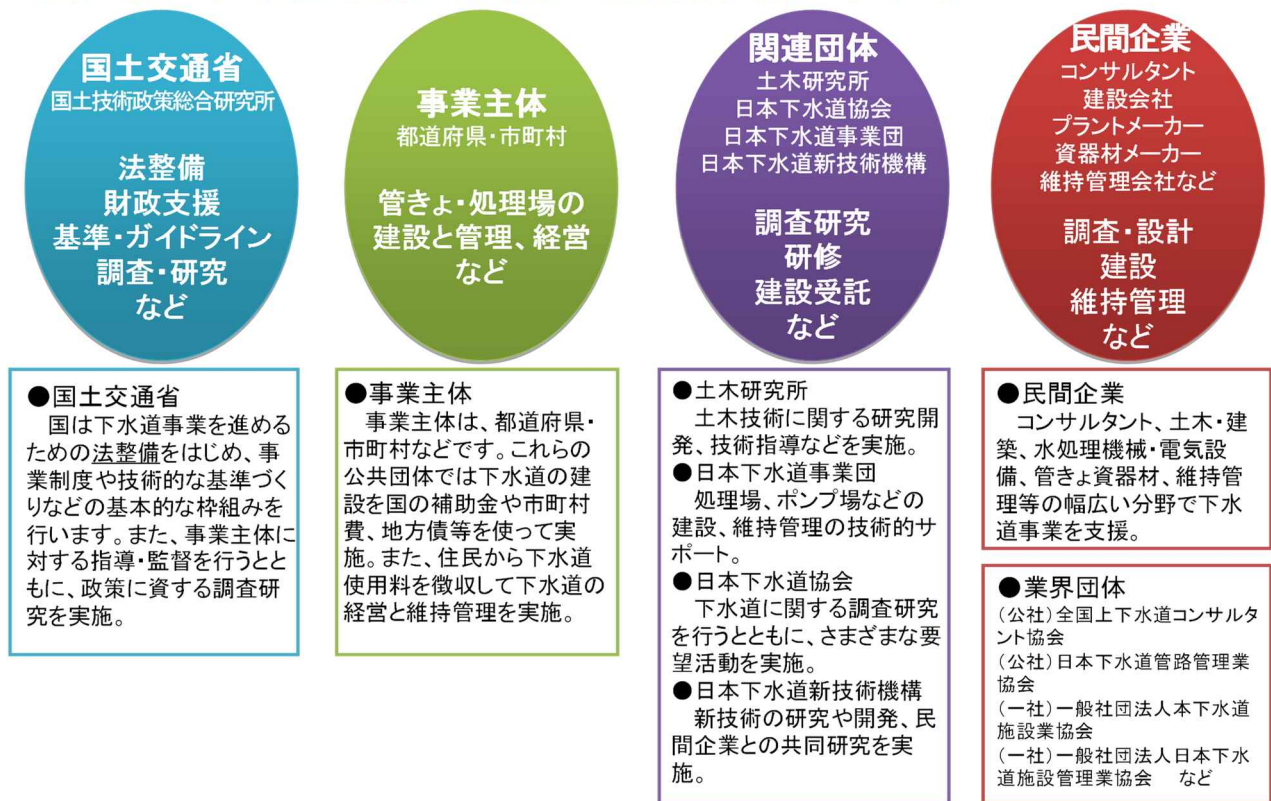 国土交通省
国土技術政策総合研究所
法整備
財政支援
基準・ガイドライン
調査・研究
など
事業主体
都道府県・市町村
管きょ・処理場の
建設と管理、経営
など
関連団体
土木研究所
日本下水道協会
日本下水道事業団
日本下水道新技術機構
調査研究
研修
建設受託
など
民間企業
コンサルタント
建設会社
プラントメーカー
資器材メーカー
維持管理会社など
調査・設計
建設
維持管理
など
●国土交通省
国は下水道事業を進める
ための法整備をはじめ、事
業制度や技術的な基準づく
りなどの基本的な枠組みを
行います。また、事業主体に
対する指導・監督を行うとと
もに、政策に資する調査研
究を実施。
●事業主体
事業主体は、都道府県・
市町村などです。これらの
公共団体では下水道の建
設を国の補助金や市町村
費、地方債等を使って実
施。また、住民から下水道
使用料を徴収して下水道の
経営と維持管理を実施。
●土木研究所
土木技術に関する研究開
発、技術指導などを実施。
●日本下水道事業団
処理場、ポンプ場などの
建設、維持管理の技術的サ
ポート。
●日本下水道協会
下水道に関する調査研究
を行うとともに、さまざまな要
望活動を実施。
●日本下水道新技術機構
新技術の研究や開発、民
間企業との共同研究を実
施。
●民間企業
コンサルタント、土木・建
築、水処理機械・電気設
備、管きょ資器材、維持管
理等の幅広い分野で下水
道事業を支援。
●業界団体
(公社)全国上下水道コンサルタ
ント協会
(公社)日本下水道管路管理業
協会
(一社)一般社団法人本下水道
施設業協会
(一社)一般社団法人日本下水
道施設管理業協会 など